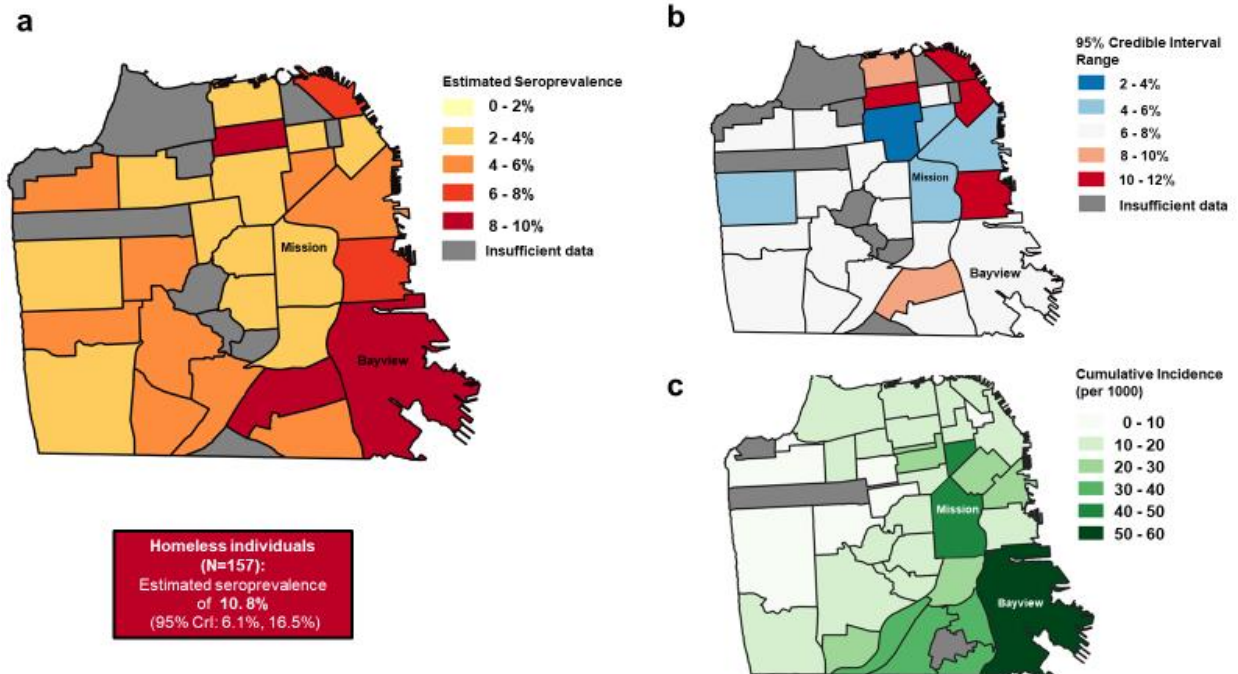 a
Estimated Seroprevalence
0 - 2%
2 - 4%
4 - 6%
6 - 8%
8 - 10%
Insufficient data
Mission
Bayview
Homeless individuals
(N=157):
Estimated seroprevalence
of 10.8%
(95% CrI: 6.1%, 16.5%)
b
95% Credible Interval
Range
2 - 4%
4 - 6%
6 - 8%
8 - 10%
10 - 12%
Insufficient data
Mission
Bayview
c
Cumulative Incidence
(per 1000)
0 - 10
10 - 20
20 - 30
30 - 40
40 - 50
50 - 60
Mission
Bayview